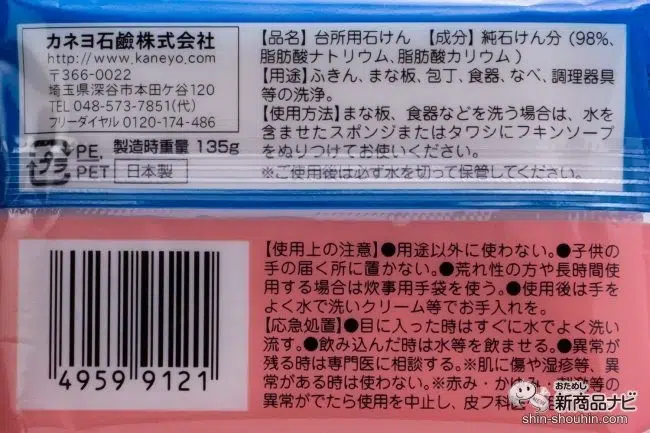 カネヨ石鹸株式会社
http://www.kaneyo.com/
〒366-0022
埼玉県深谷市本田ケ谷120
TEL 048-573-7851(代)
フリーダイヤル 0120-174-486
プラ
PE, 製造時重量 135g
PET 日本製
【品名】台所用石けん 【成分】純石けん分 (98%、
脂肪酸ナトリウム、脂肪酸カリウム)
【用途】ふきん、まな板、包丁、食器、なべ、調理器具
等の洗浄。
【使用方法】まな板、食器などを洗う場合は、水を
含ませたスポンジまたはタワシにフキンソープ
をぬりつけてお使いください。
※ご使用後は必ず水を切って保管してください。
4959 9121
【使用上の注意】●用途以外に使わない。●子供の
手の届く所に置かない。●荒れ性の方や長時間使
用する場合は炊事用手袋を使う。●使用後は手を
よく水で洗いクリーム等でお手入れを。
【応急処置】●目に入った時はすぐに水でよく洗い
流す。●飲み込んだ時は水等を飲ませる。●異常が
残る時は専門医に相談する。※肌に傷や湿疹等、異
常がある時は使わない。※赤み・か 等の
異常がでたら使用を中止し、皮フ科医
おためし
新商品ナビ
NEW
shin-shouhin.com